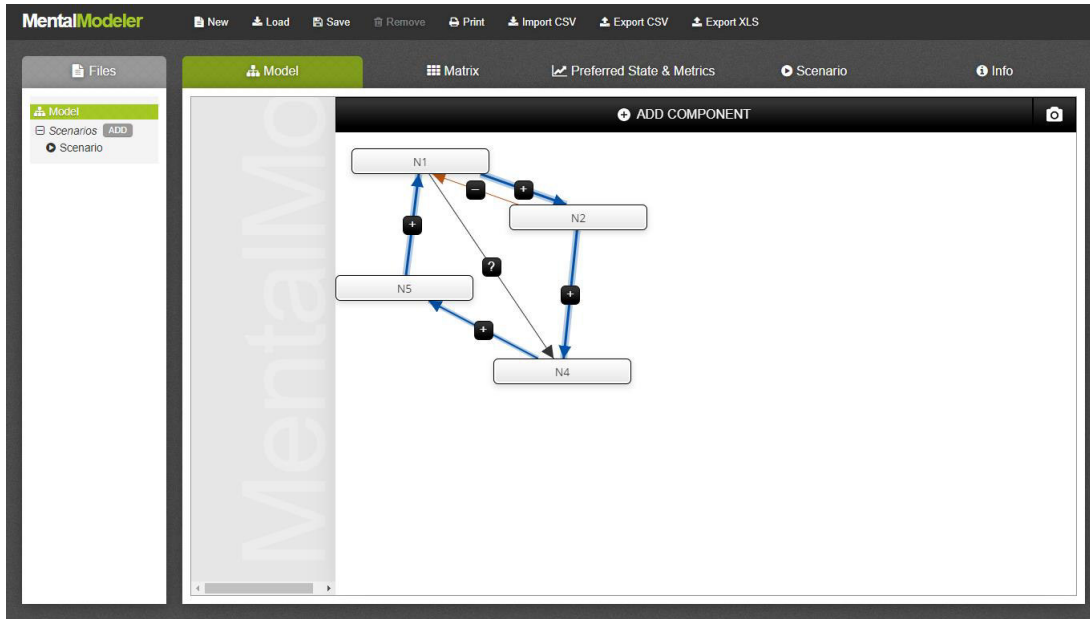 MentalModeler New Load Save Remove Print Import CSV Export CSV Export XLS
Files Model Matrix Preferred State & Metrics Scenario Info
Model
Scenarios ADD
Scenario
ADD COMPONENT
MentalMo
N1
–
+
N2
+
?
N5
+
+
N4